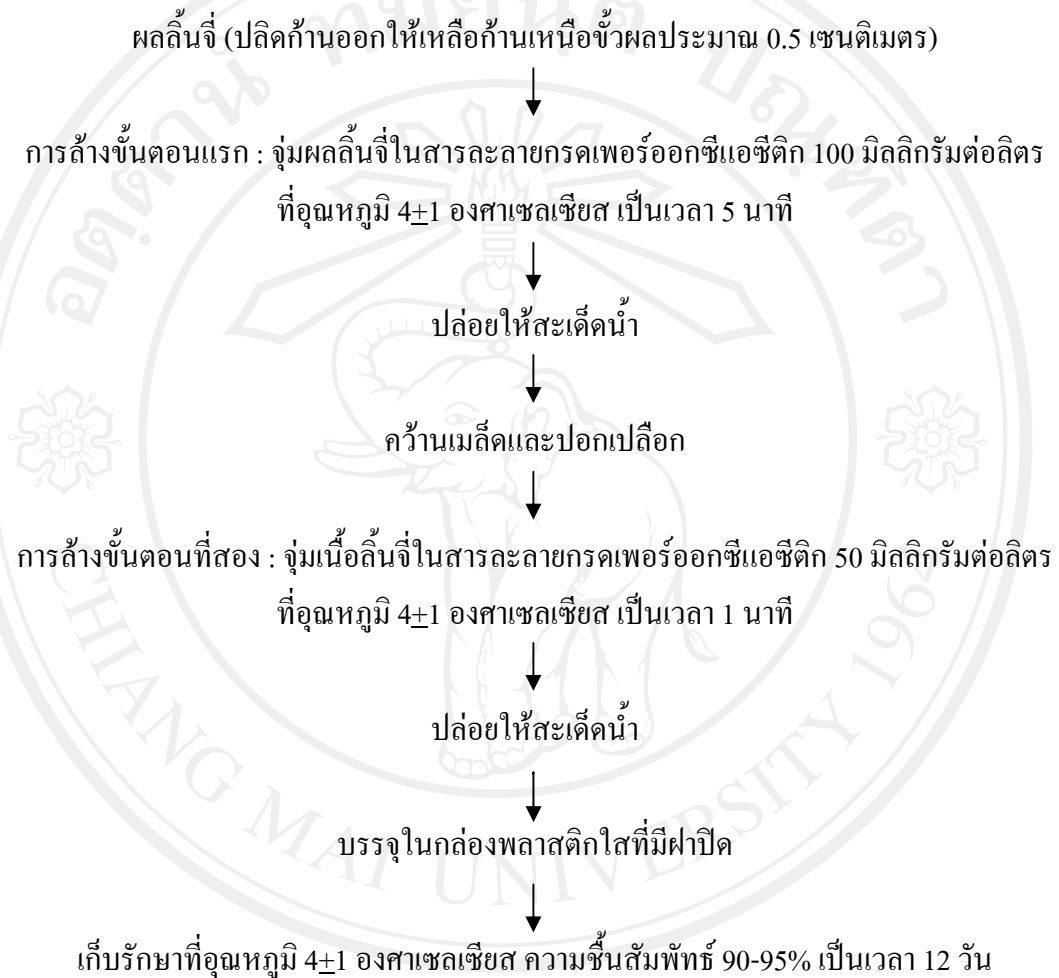 ผลลิ้นจี่ (ปลิดก้านออกให้เหลือก้านเหนือขั้วผลประมาณ 0.5 เซนติเมตร)
การล้างขั้นตอนแรก : จุ่มผลลิ้นจี่ในสารละลายกรดเพอร์ออกซีแอซีติก 100 มิลลิกรัมต่อลิตร
ที่อุณหภูมิ 4±1 องศาเซลเซียส เป็นเวลา 5 นาที
ปล่อยให้สะเด็ดน้ำ
คว้านเมล็ดและปอกเปลือก
การล้างขั้นตอนที่สอง : จุ่มเนื้อลิ้นจี่ในสารละลายกรดเพอร์ออกซีแอซีติก 50 มิลลิกรัมต่อลิตร
ที่อุณหภูมิ 4±1 องศาเซลเซียส เป็นเวลา 1 นาที
ปล่อยให้สะเด็ดน้ำ
บรรจุในกล่องพลาสติกใสที่มีฝาปิด
เก็บรักษาที่อุณหภูมิ 4±1 องศาเซลเซียส ความชื้นสัมพัทธ์ 90-95% เป็นเวลา 12 วัน
CHIANG MAI UNIVERSITY 196